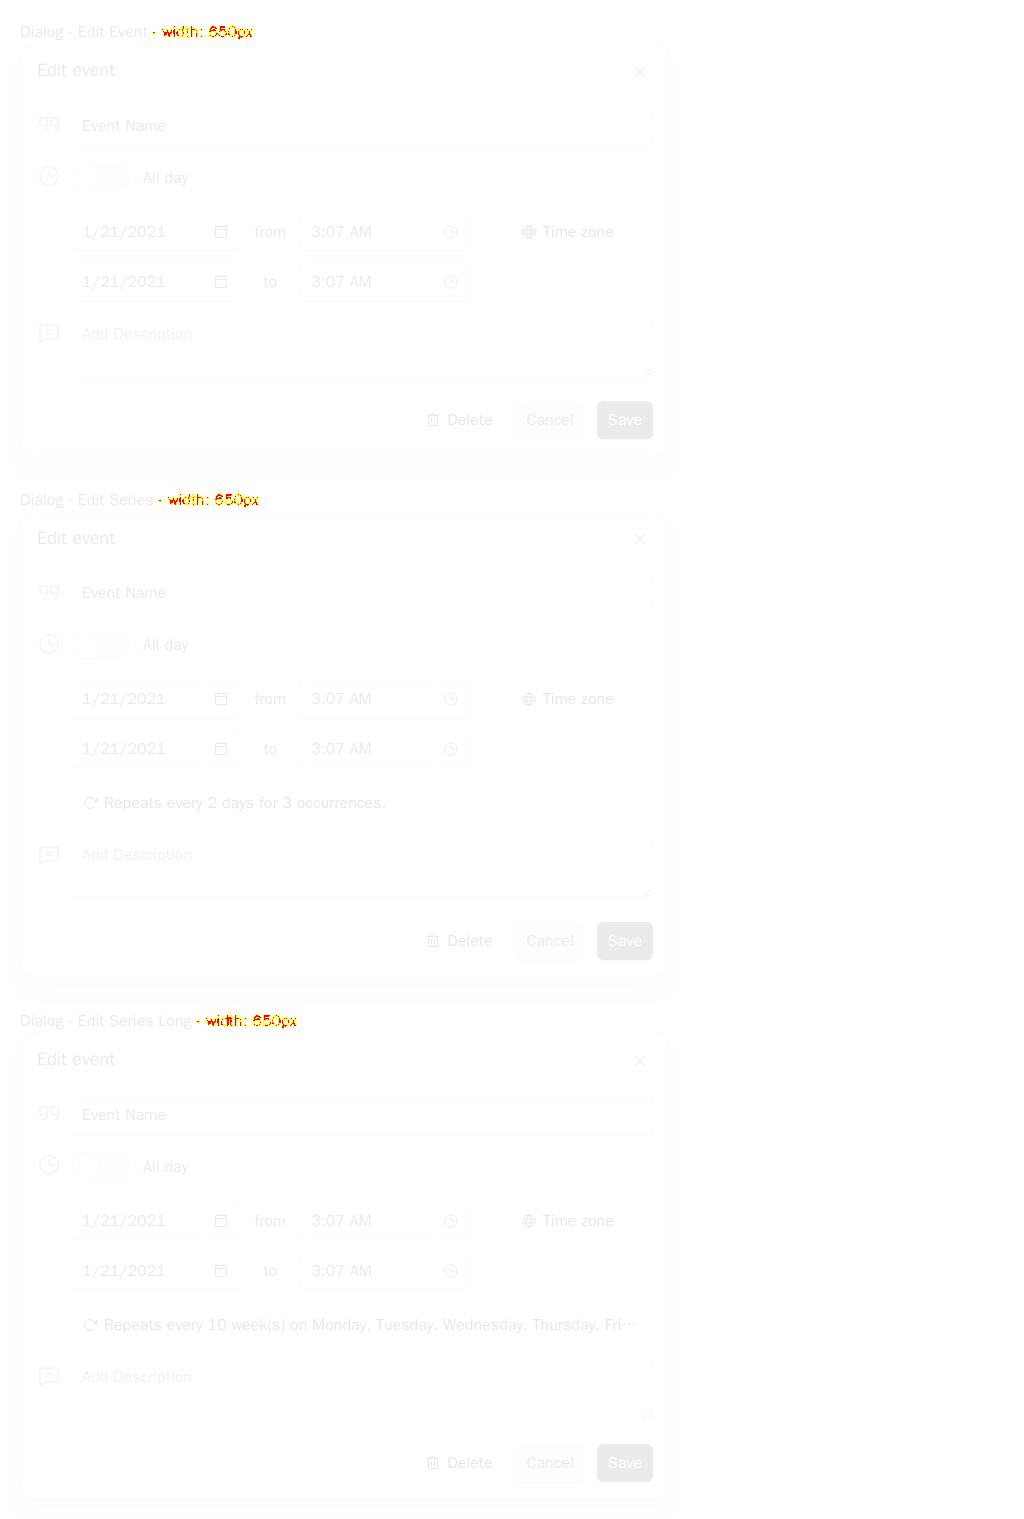 Dialog - Edit Event - width: 650px
Edit event
Event Name
All day
1/21/2021 from 3:07 AM Time zone
1/21/2021 to 3:07 AM
Add Description
Delete Cancel Save
Dialog - Edit Series - width: 650px
Edit event
Event Name
All day
1/21/2021 from 3:07 AM Time zone
1/21/2021 to 3:07 AM
Repeats every 2 days for 3 occurrences.
Add Description
Delete Cancel Save
Dialog - Edit Series Long - width: 650px
Edit event
Event Name
All day
1/21/2021 from 3:07 AM Time zone
1/21/2021 to 3:07 AM
Repeats every 10 week(s) on Monday, Tuesday, Wednesday, Thursday, Fri...
Add Description
Delete Cancel Save